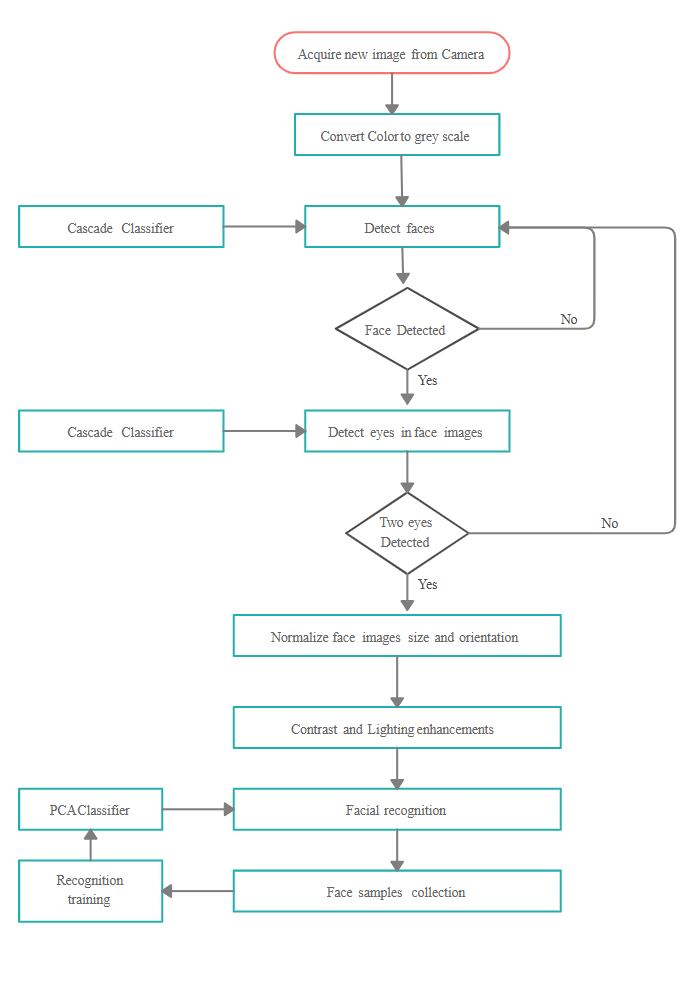 Acquire new image from Camera
Convert Color to grey scale
Cascade Classifier
Detect faces
Face Detected
No
Yes
Cascade Classifier
Detect eyes in face images
Two eyes
Detected
No
Yes
Normalize face images size and orientation
Contrast and Lighting enhancements
PCA Classifier
Facial recognition
Recognition
training
Face samples collection